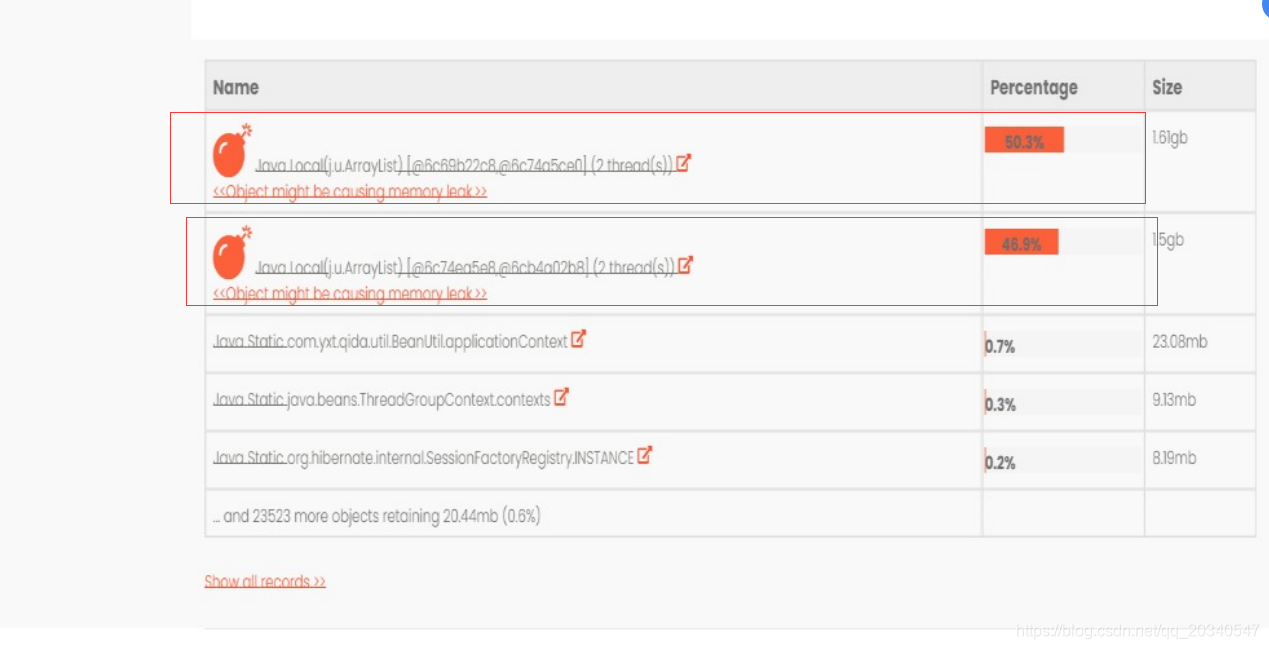 Name Percentage Size
Java Local(j.u.ArrayList) [@6c69b22c8,@6c74a5ce0] (2 thread(s)) 50.3% 1.61gb
<<Object might be causing memory leak>>
Java Local(j.u.ArrayList) [@6c74ea5e8,@6cb4a02b8] (2 thread(s)) 46.9% 1.5gb
<<Object might be causing memory leak>>
Java Static com.yxt.qida.util.BeanUtil.applicationContext 0.7% 23.08mb
Java Static java.beans.ThreadGroupContext.contexts 0.3% 9.13mb
Java Static org.hibernate.internal.SessionFactoryRegistry.INSTANCE 0.2% 8.19mb
... and 23523 more objects retaining 20.44mb (0.6%)
Show all records >>
https://blog.csdn.net/qq_20340547